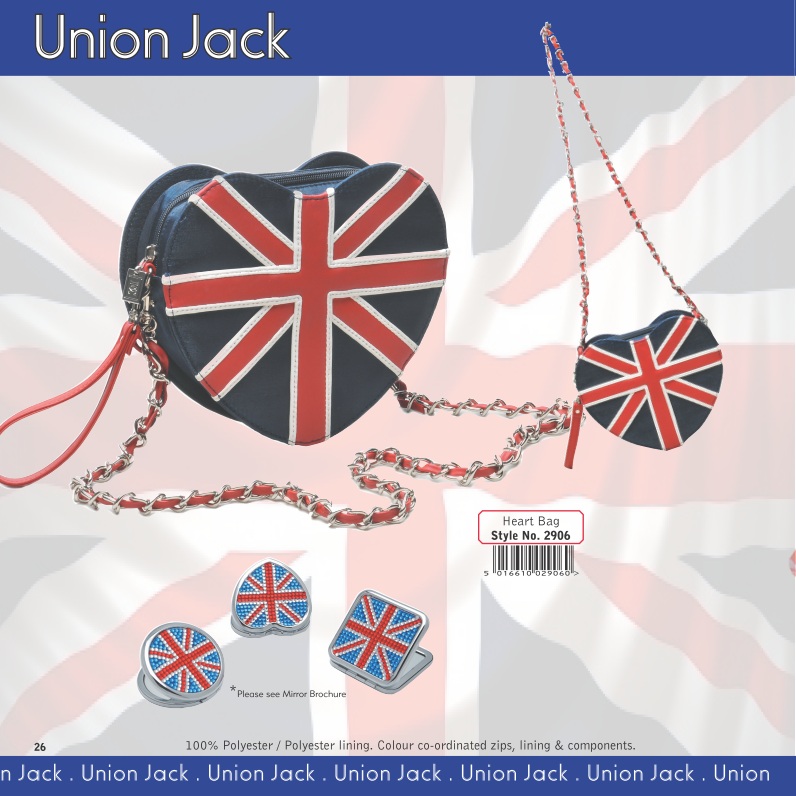 Union Jack
Heart Bag
Style No. 2906
5 016610 029060 >
* Please see Mirror Brochure
26
100% Polyester / Polyester lining. Colour co-ordinated zips, lining & components.
n Jack . Union Jack . Union Jack . Union Jack . Union Jack . Union Jack . Union